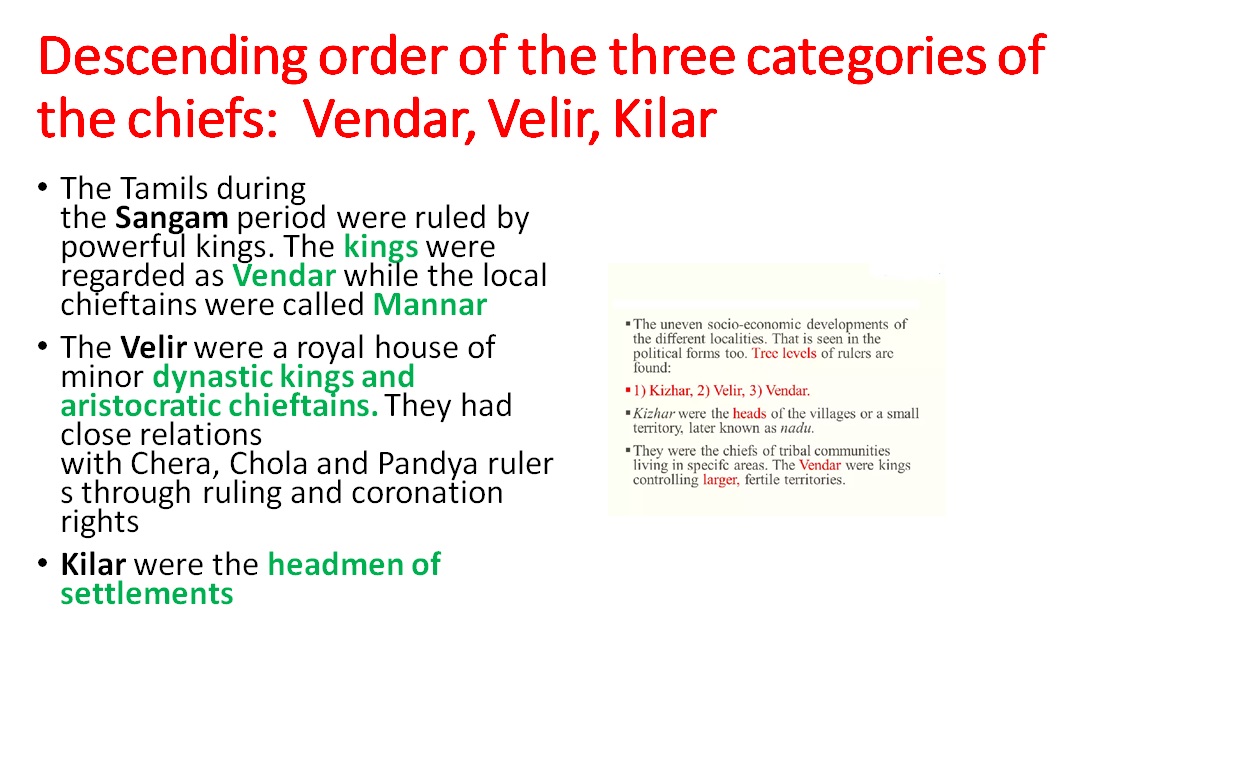 Descending order of the three categories of
the chiefs:  Vendar, Velir, Kilar
• The Tamils during
the Sangam period were ruled by
powerful kings. The kings were
regarded as Vendar while the local
chieftains were called Mannar
• The Velir were a royal house of
minor dynastic kings and
aristocratic chieftains. They had
close relations
with Chera, Chola and Pandya ruler
s through ruling and coronation
rights
• Kilar were the headmen of
settlements
▪The uneven socio-economic developments of
the different localities. That is seen in the
political forms too. Tree levels of rulers are
found:
▪1) Kizhar, 2) Velir, 3) Vendar.
▪Kizhar were the heads of the villages or a small
territory, later known as nadu.
▪They were the chiefs of tribal communities
living in specifc areas. The Vendar were kings
controlling larger, fertile territories.